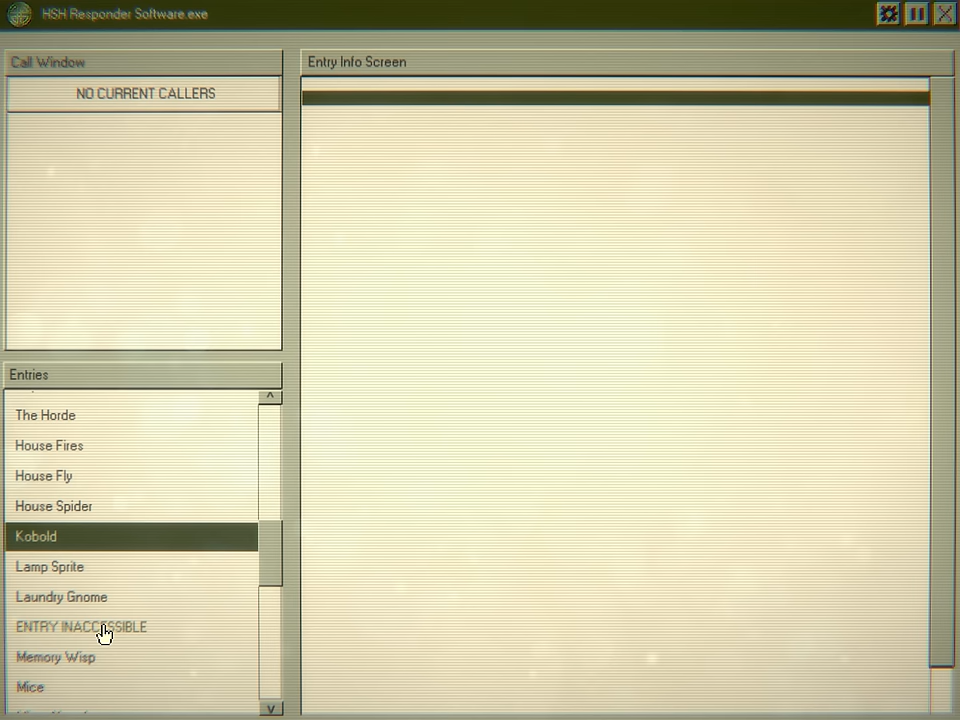 HSH Responder Software.exe
Call Window
NO CURRENT CALLERS
Entry Info Screen
Entries
The Horde
House Fires
House Fly
House Spider
Kobold
Lamp Sprite
Laundry Gnome
ENTRY INACCESSIBLE
Memory Wisp
Mice